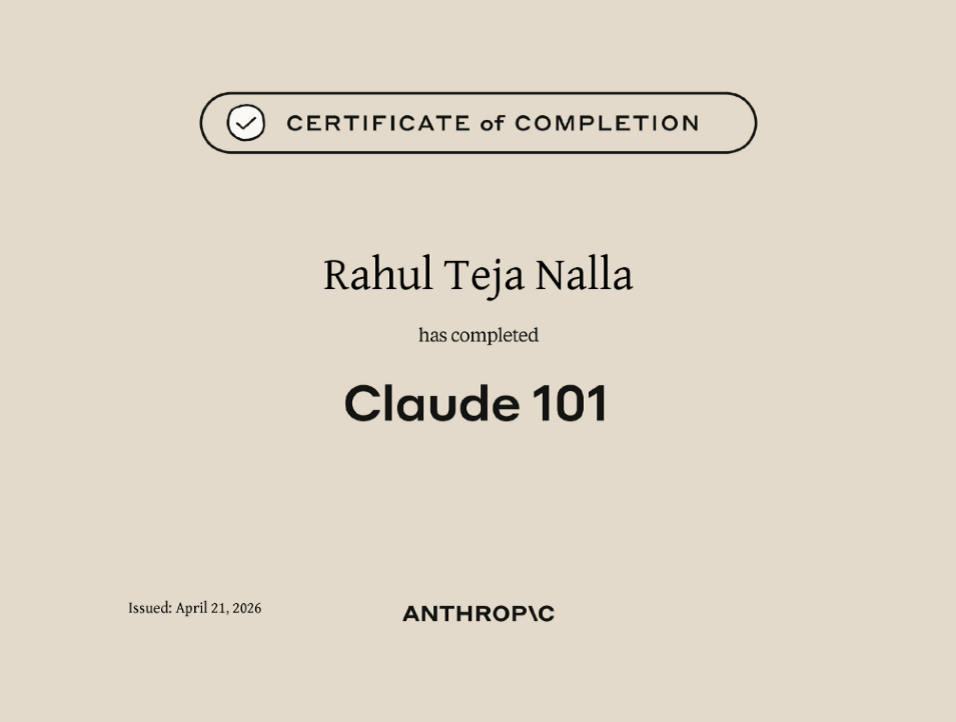 CERTIFICATE of COMPLETION
Rahul Teja Nalla
has completed
Claude 101
Issued: April 21, 2026
ANTHROP\C